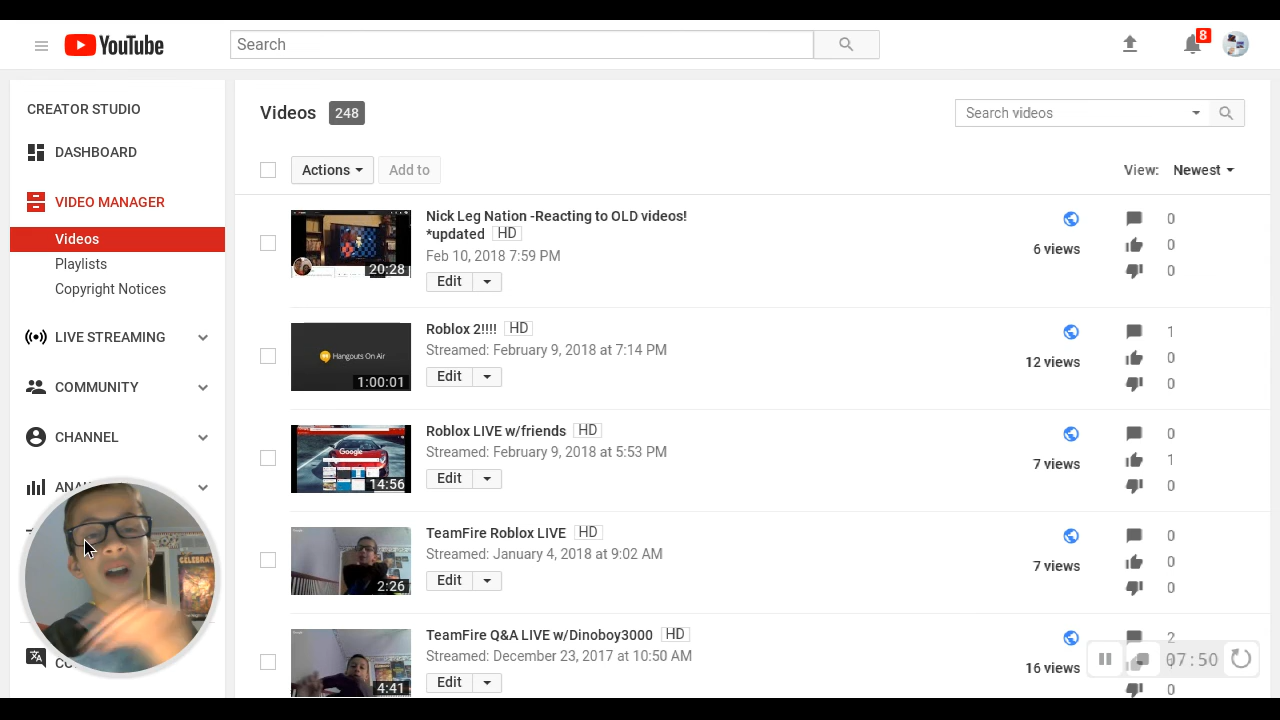 YouTube
Search
8
CREATOR STUDIO
DASHBOARD
VIDEO MANAGER
Videos
Playlists
Copyright Notices
LIVE STREAMING
COMMUNITY
CHANNEL
Videos 248
Search videos
Actions
Add to
View: Newest
20:28
Nick Leg Nation -Reacting to OLD videos!
*updated HD
Feb 10, 2018 7:59 PM
Edit
6 views
0
0
0
Hangouts On Air
1:00:01
Roblox 2!!!! HD
Streamed: February 9, 2018 at 7:14 PM
Edit
12 views
1
0
0
Google
14:56
Roblox LIVE w/friends HD
Streamed: February 9, 2018 at 5:53 PM
Edit
7 views
0
1
0
2:26
TeamFire Roblox LIVE HD
Streamed: January 4, 2018 at 9:02 AM
Edit
7 views
0
0
0
4:41
TeamFire Q&A LIVE w/Dinoboy3000 HD
Streamed: December 23, 2017 at 10:50 AM
Edit
16 views
2
0
07:50